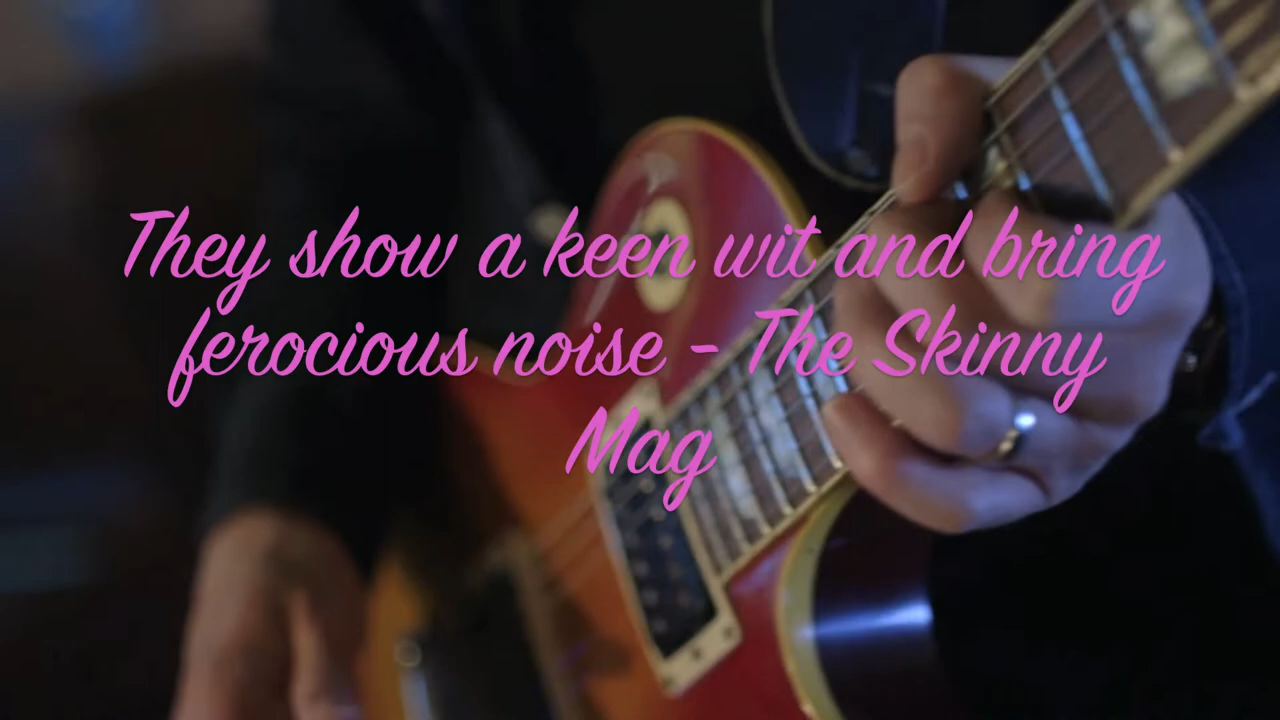 They show a keen wit and bring
ferocious noise - The Skinny
Mag